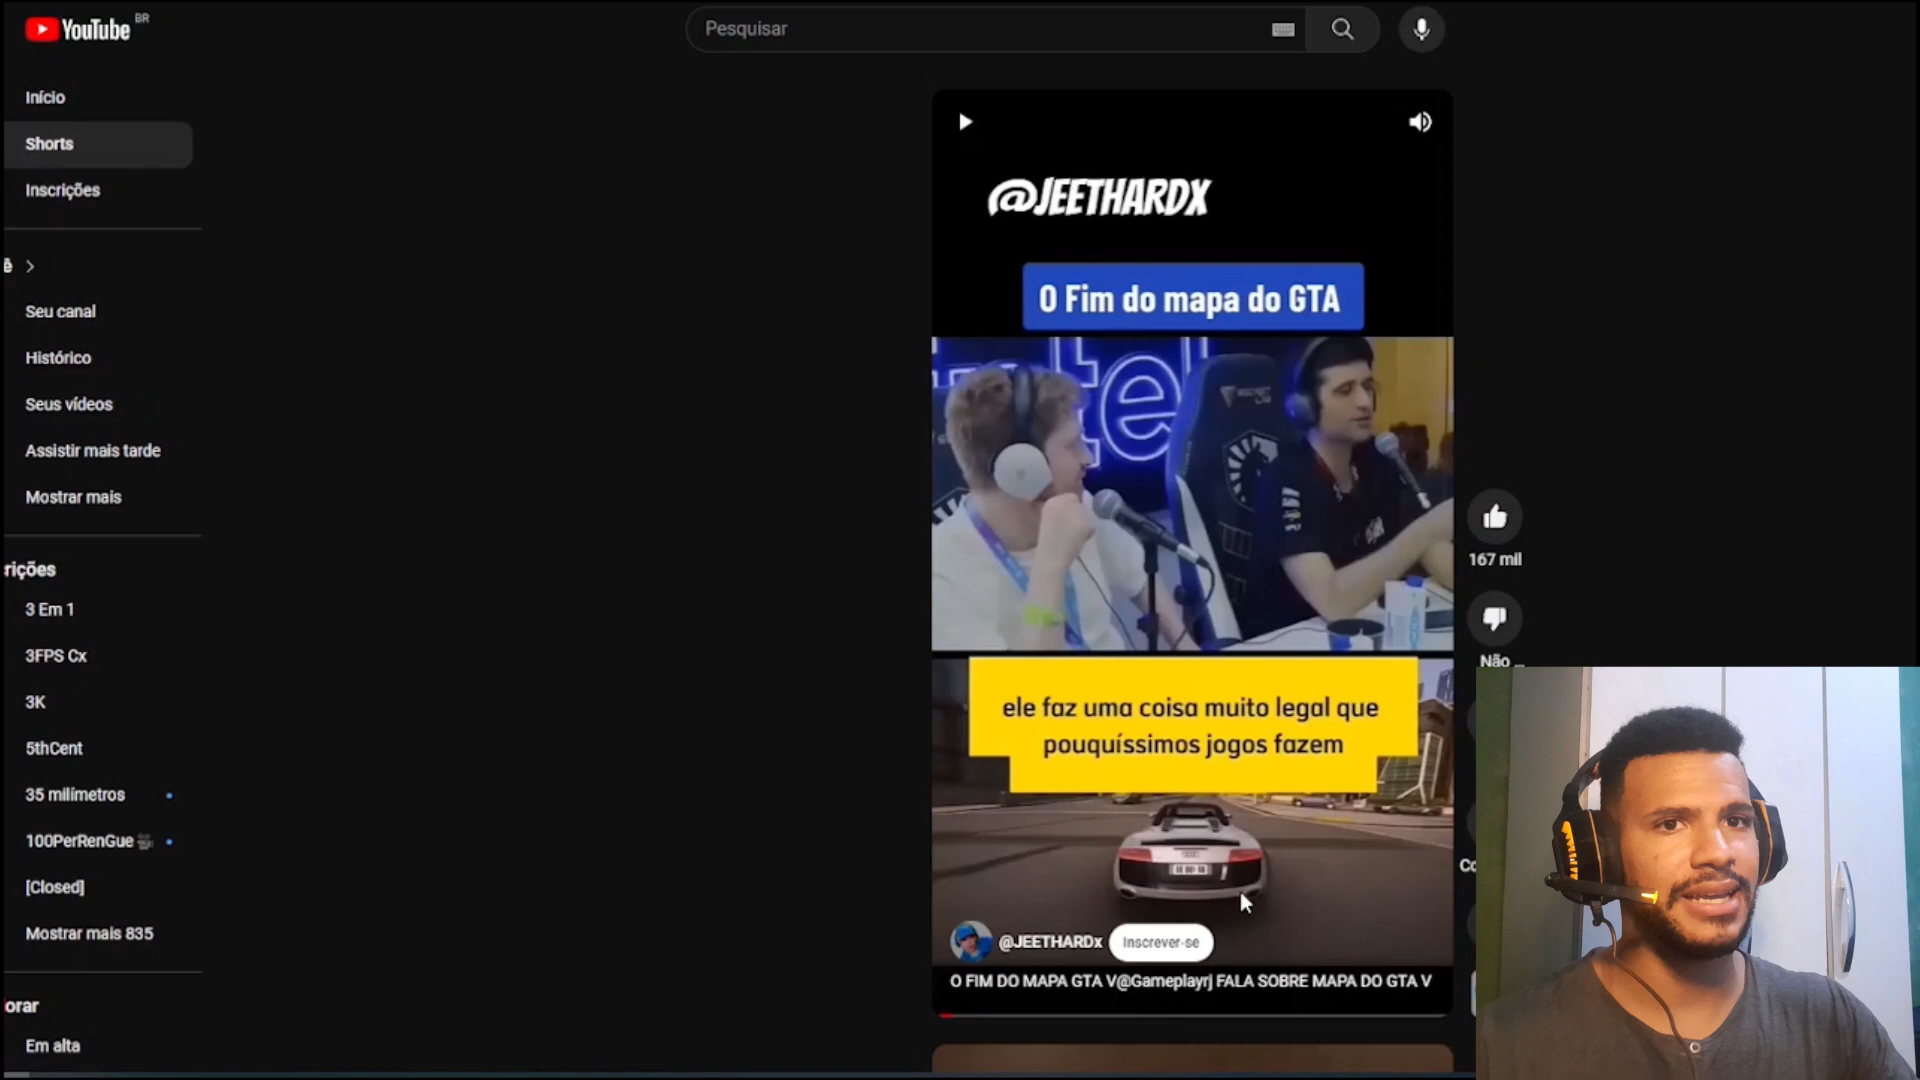 YouTube BR
Pesquisar
Início
Shorts
Inscrições
ê
Seu canal
Histórico
Seus vídeos
Assistir mais tarde
Mostrar mais
rições
3 Em 1
3FPS Cx
3K
5thCent
35 milímetros
100PerRenGue
[Closed]
Mostrar mais 835
orar
Em alta
@JEETHARDX
O Fim do mapa do GTA
intel
ele faz uma coisa muito legal que
pouquíssimos jogos fazem
@JEETHARDx Inscrever-se
O FIM DO MAPA GTA V@Gameplayrj FALA SOBRE MAPA DO GTA V
167 mil
Não ...
Co